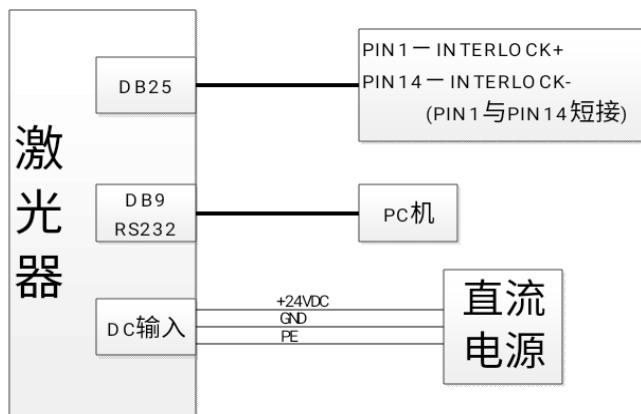 DB25
PIN1－INTERLOCK+
PIN14－INTERLOCK-
(PIN1与PIN14短接)
激光器
DB9
RS232
PC机
DC输入
+24VDC
GND
PE
直流
电源